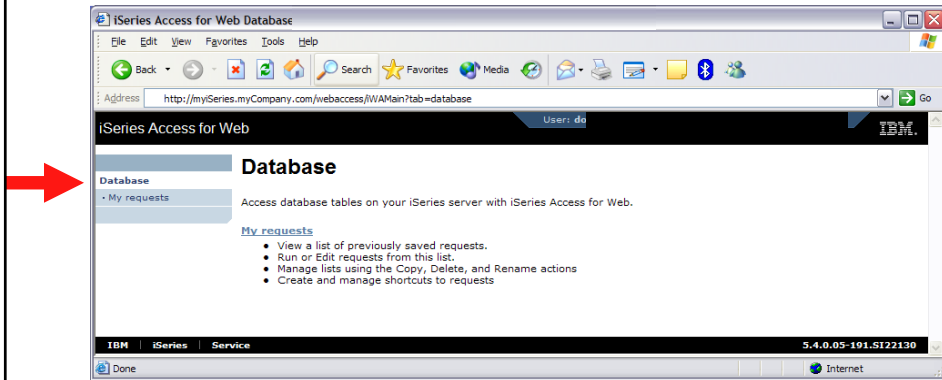 iSeries Access for Web Database
File Edit View Favorites Tools Help
Back Search Favorites Media
Address http://myiSeries.myCompany.com/webaccess/iWAMain?tab=database Go
iSeries Access for Web User: do IBM.
Database
Database
• My requests
Access database tables on your iSeries server with iSeries Access for Web.
My requests
• View a list of previously saved requests.
• Run or Edit requests from this list.
• Manage lists using the Copy, Delete, and Rename actions
• Create and manage shortcuts to requests
IBM | iSeries | Service 5.4.0.05-191.SI22130
Done Internet